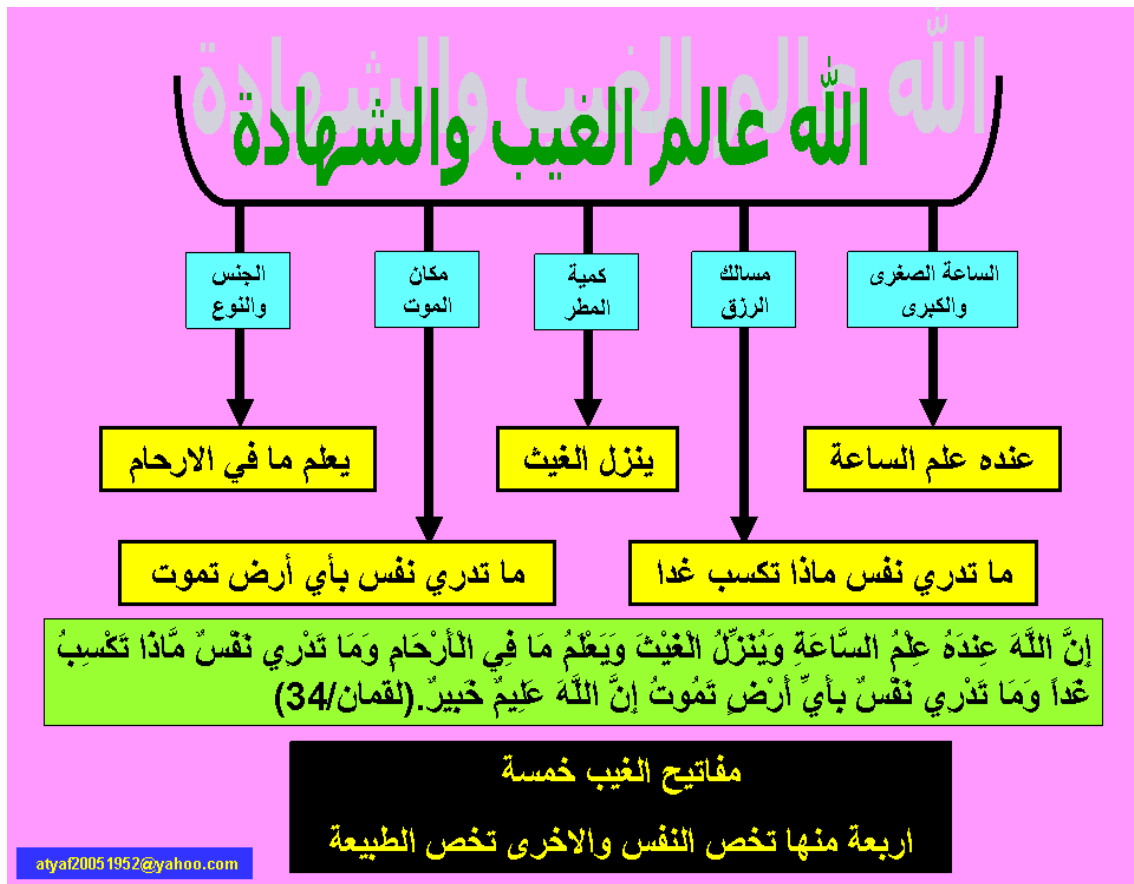 الله عالم الغيب والشهادة
الساعة الصغرى
والكبرى
مسالك
الرزق
كمية
المطر
مكان
الموت
الجنس
والنوع
عنده علم الساعة
ينزل الغيث
يعلم ما في الارحام
ما تدري نفس ماذا تكسب غدا
ما تدري نفس بأي أرض تموت
إِنَّ اللَّهَ عِندَهُ عِلْمُ السَّاعَةِ وَيُنَزِّلُ الْغَيْثَ وَيَعْلَمُ مَا فِي الْأَرْحَامِ وَمَا تَدْرِي نَفْسٌ مَّاذَا تَكْسِبُ
غَداً وَمَا تَدْرِي نَفْسٌ بِأَيِّ أَرْضٍ تَمُوتُ إِنَّ اللَّهَ عَلِيمٌ خَبِيرٌ.(لقمان/34)
مفاتيح الغيب خمسة
اربعة منها تخص النفس والاخرى تخص الطبيعة
atyaf20051952@yahoo.com